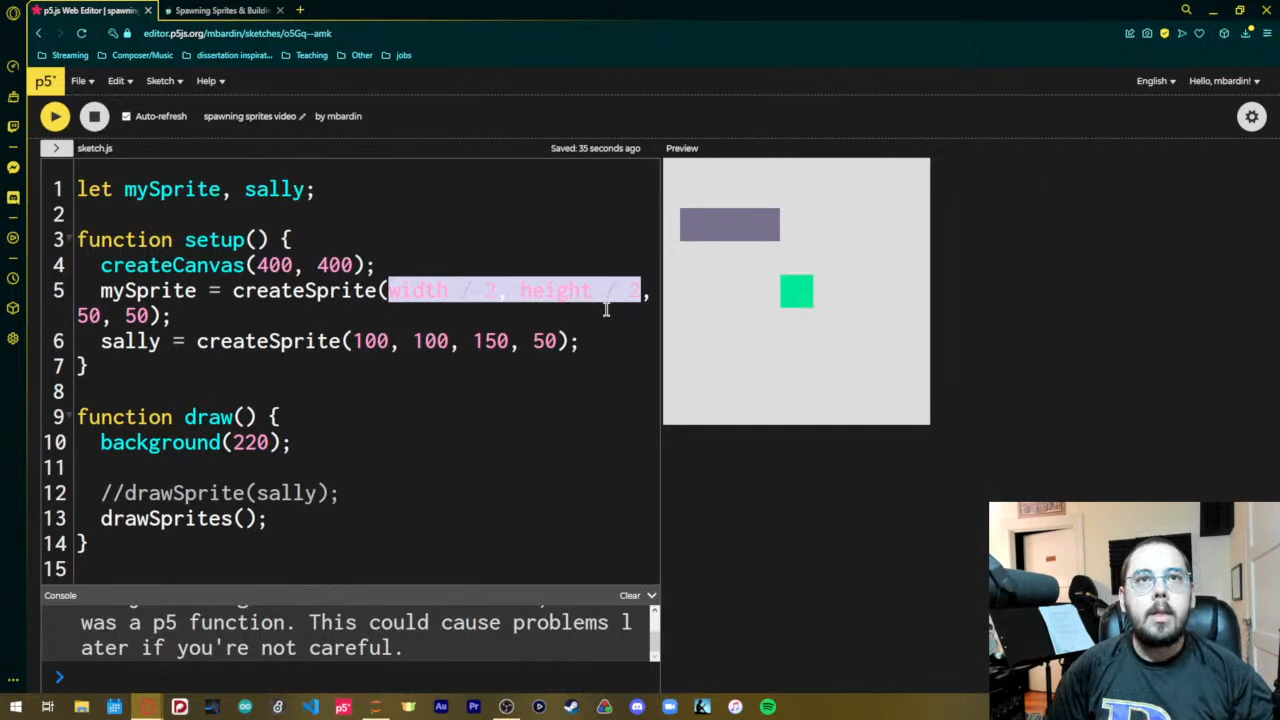 p5.js Web Editor | spawning
Spawning Sprites & Buildin
editor.p5js.org/mbardin/sketches/o5Gq--amk
Streaming
Composer/Music
dissertation inspirat...
Teaching
Other
jobs
p5*
File
Edit
Sketch
Help
English
Hello, mbardin!
Auto-refresh
spawning sprites video
by mbardin
sketch.js
Saved: 35 seconds ago
Preview
1 let mySprite, sally;
2
3 function setup() {
4 createCanvas(400, 400);
5 mySprite = createSprite(width / 2, height / 2,
50, 50);
6 sally = createSprite(100, 100, 150, 50);
7 }
8
9 function draw() {
10 background(220);
11
12 //drawSprite(sally);
13 drawSprites();
14 }
15
Console
Clear
was a p5 function. This could cause problems l
ater if you're not careful.
>